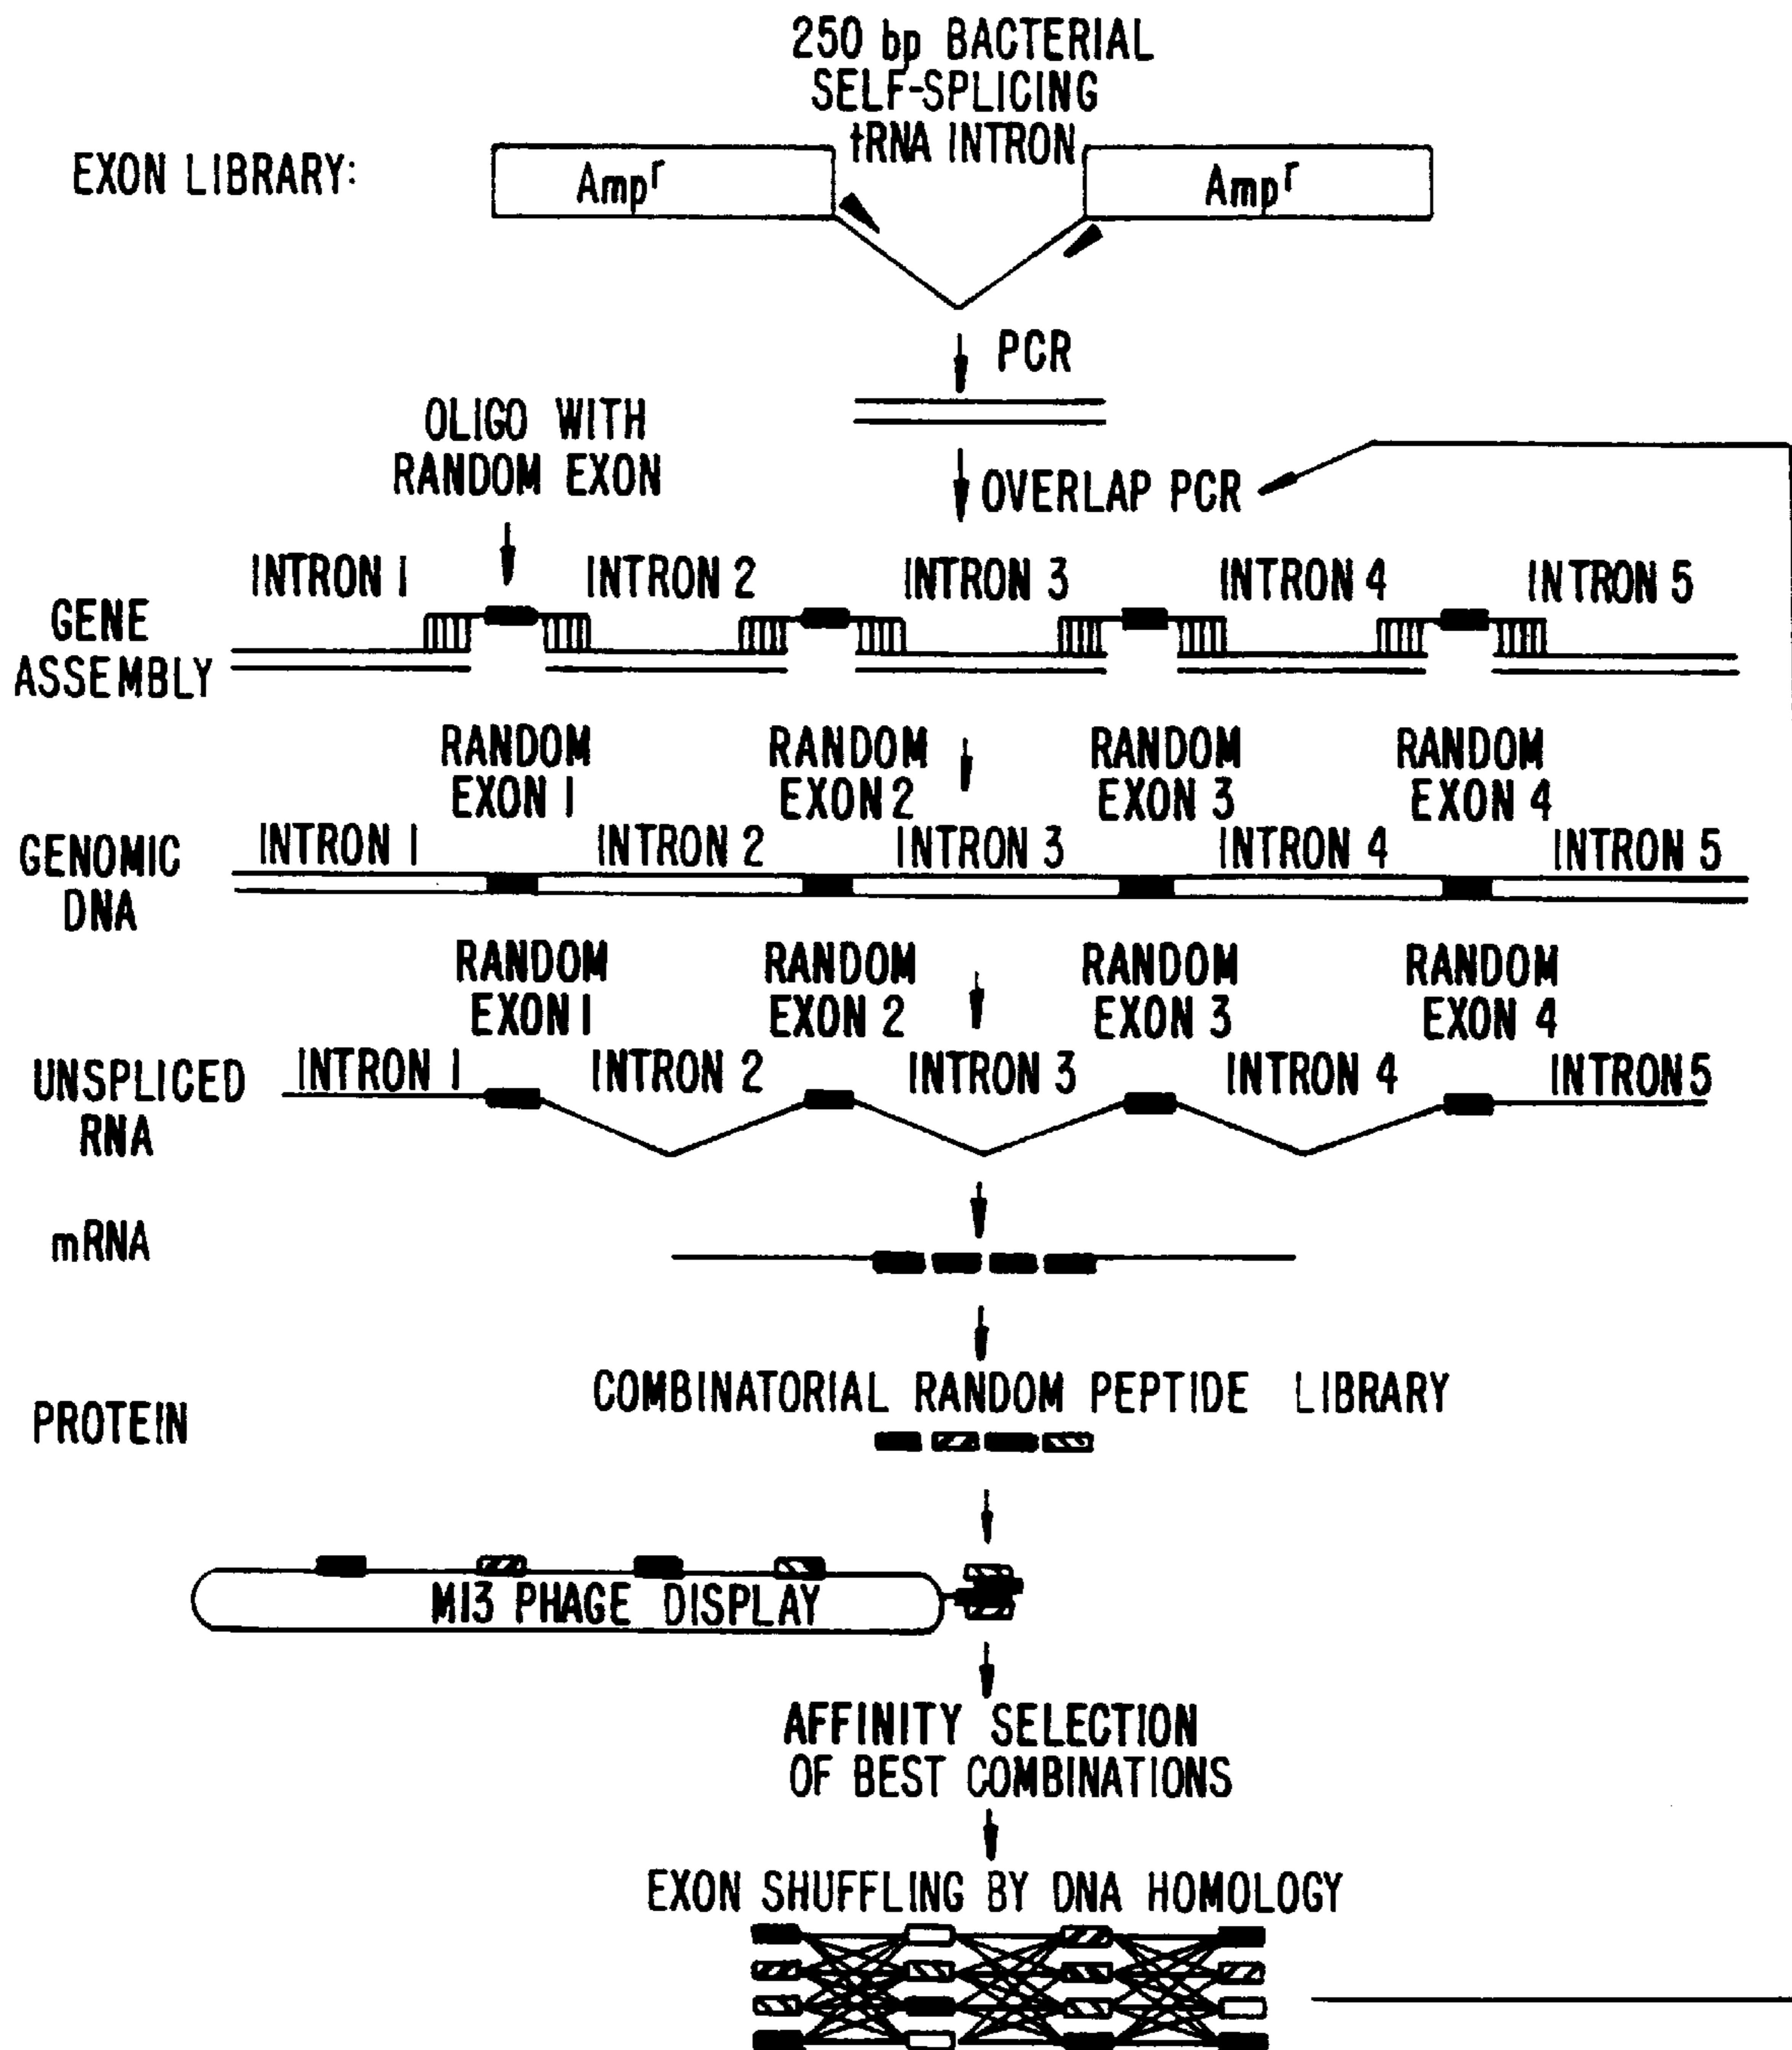 250 bp BACTERIAL
SELF-SPLICING
tRNA INTRON
EXON LIBRARY:
Ampr
Ampr
PCR
OLIGO WITH
RANDOM EXON
OVERLAP PCR
INTRON 1
INTRON 2
INTRON 3
INTRON 4
INTRON 5
GENE
ASSEMBLY
RANDOM
EXON 1
RANDOM
EXON 2
RANDOM
EXON 3
RANDOM
EXON 4
GENOMIC
DNA
INTRON 1
INTRON 2
INTRON 3
INTRON 4
INTRON 5
RANDOM
EXON 1
RANDOM
EXON 2
RANDOM
EXON 3
RANDOM
EXON 4
UNSPLICED
RNA
INTRON 1
INTRON 2
INTRON 3
INTRON 4
INTRON 5
mRNA
COMBINATORIAL RANDOM PEPTIDE LIBRARY
PROTEIN
M13 PHAGE DISPLAY
AFFINITY SELECTION
OF BEST COMBINATIONS
EXON SHUFFLING BY DNA HOMOLOGY